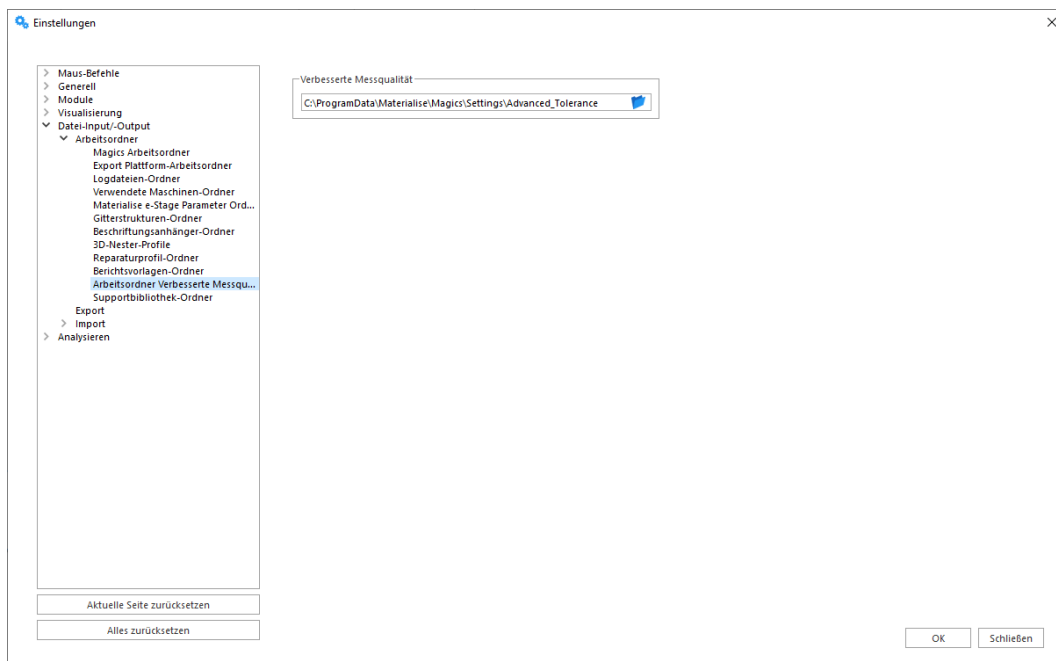 Einstellungen
Maus-Befehle
Generell
Module
Visualisierung
Datei-Input/-Output
Arbeitsordner
Magics Arbeitsordner
Export Plattform-Arbeitsordner
Logdateien-Ordner
Verwendete Maschinen-Ordner
Materialise e-Stage Parameter Ord...
Gitterstrukturen-Ordner
Beschriftungsanhänger-Ordner
3D-Nester-Profile
Reparaturprofil-Ordner
Berichtsvorlagen-Ordner
Arbeitsordner Verbesserte Messqu...
Supportbibliothek-Ordner
Export
Import
Analysieren
Aktuelle Seite zurücksetzen
Alles zurücksetzen
Verbesserte Messqualität
C:\ProgramData\Materialise\Magics\Settings\Advanced_Tolerance
OK
Schließen